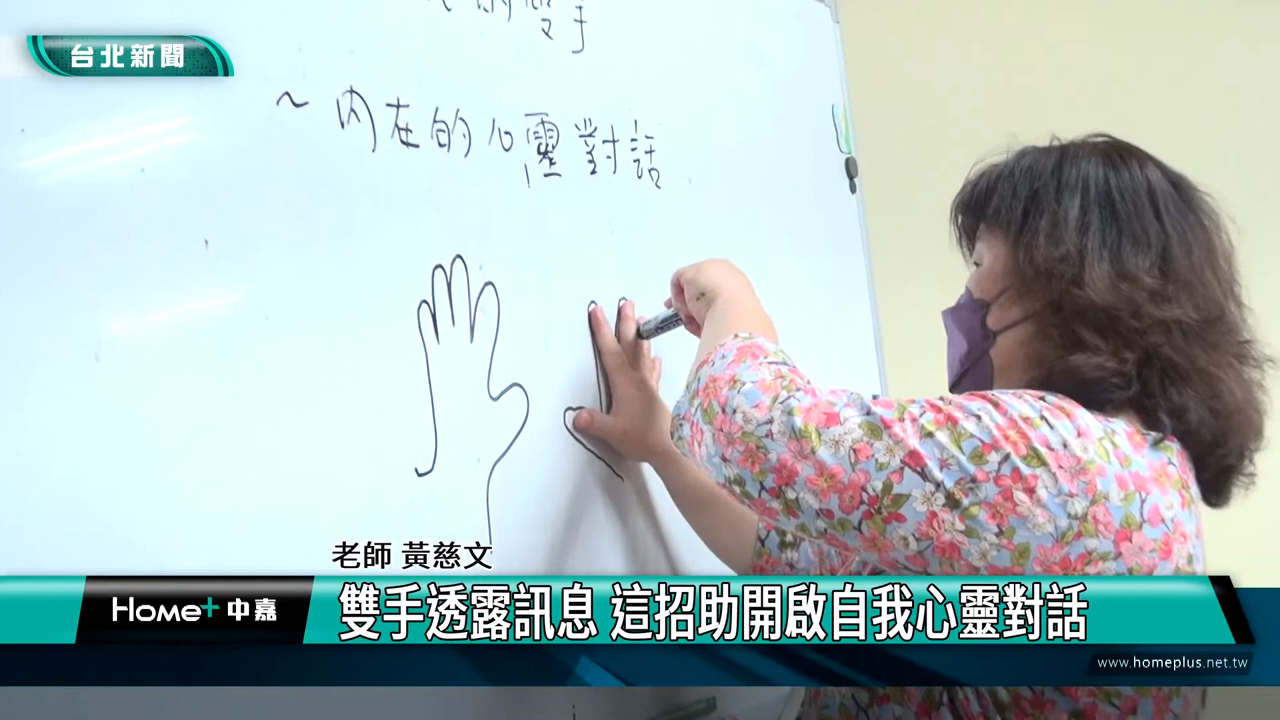 雙手
台北新聞
~內在的心靈對話
老師 黃慈文
Home+中嘉
雙手透露訊息 這招助開啟自我心靈對話
www.homeplus.net.tw